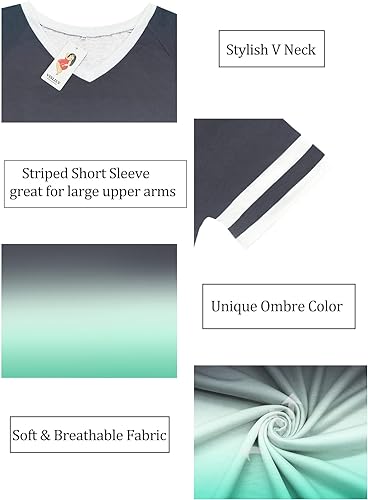 Stylish V Neck
Striped Short Sleeve
great for large upper arms
Unique Ombre Color
Soft & Breathable Fabric